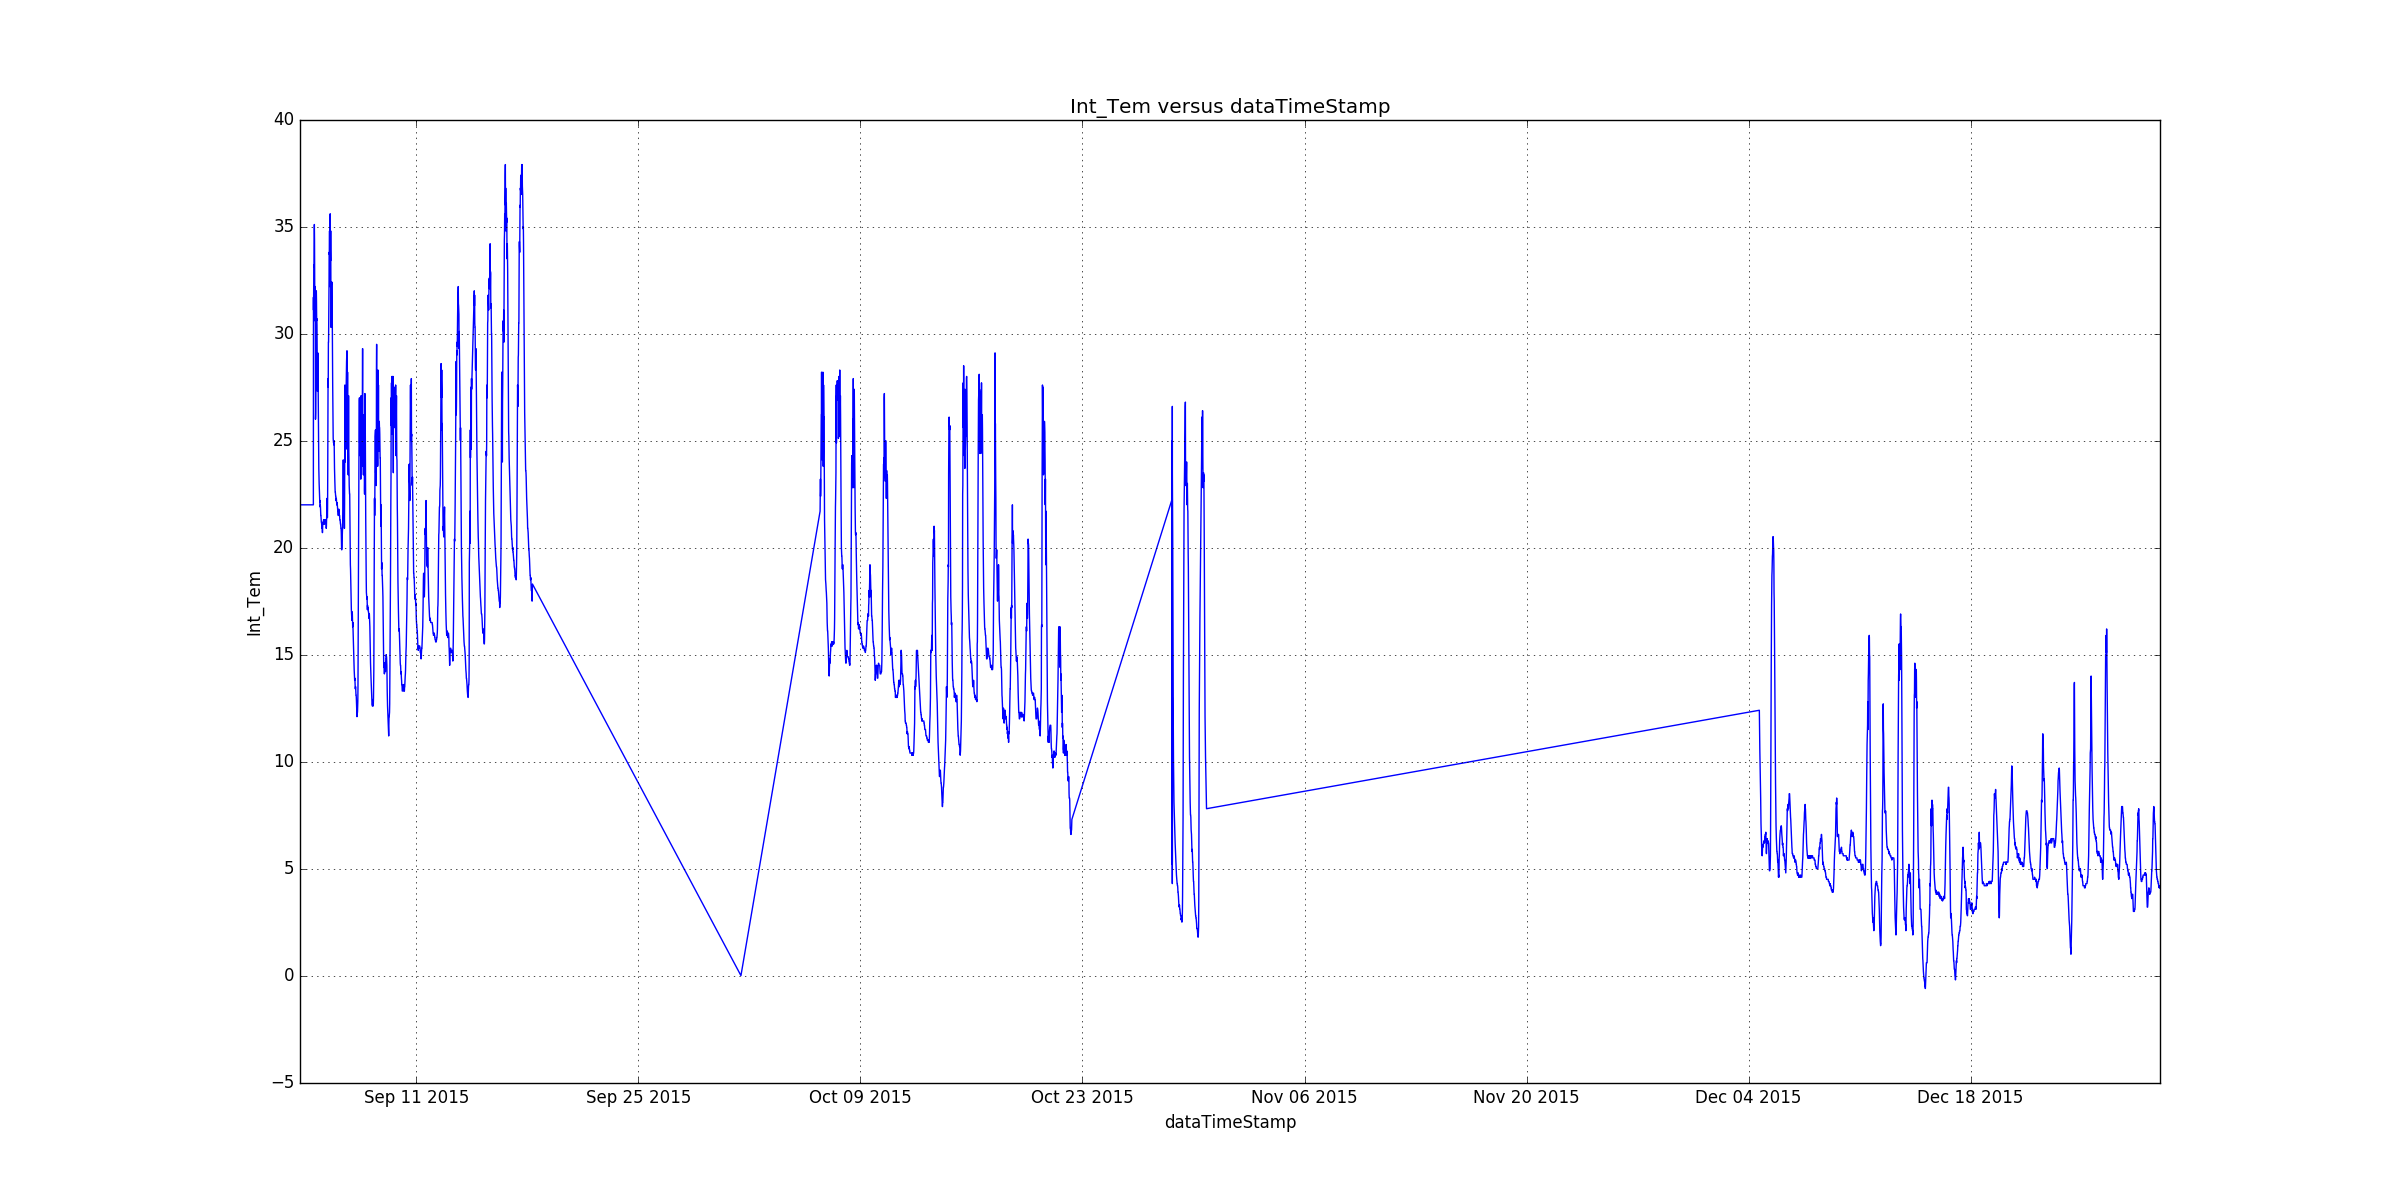 Int_Tem versus dataTimeStamp
40
35
30
25
20
15
10
5
0
−5
Int_Tem
Sep 11 2015 Sep 25 2015 Oct 09 2015 Oct 23 2015 Nov 06 2015 Nov 20 2015 Dec 04 2015 Dec 18 2015
dataTimeStamp